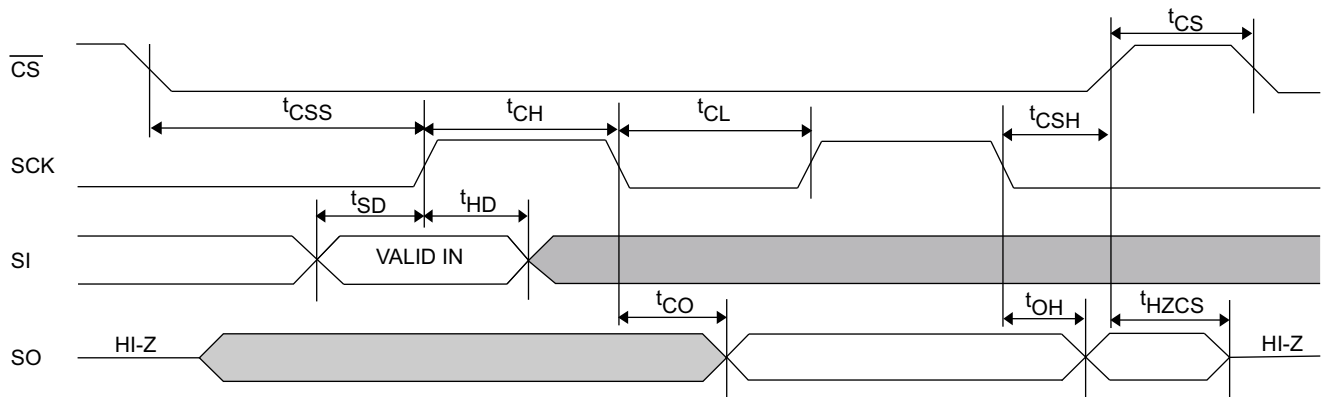 tCS
CS
tCSS
tCH
tCL
tCSH
SCK
tSD
tHD
SI
VALID IN
tCO
tOH
tHZCS
SO
HI-Z
HI-Z